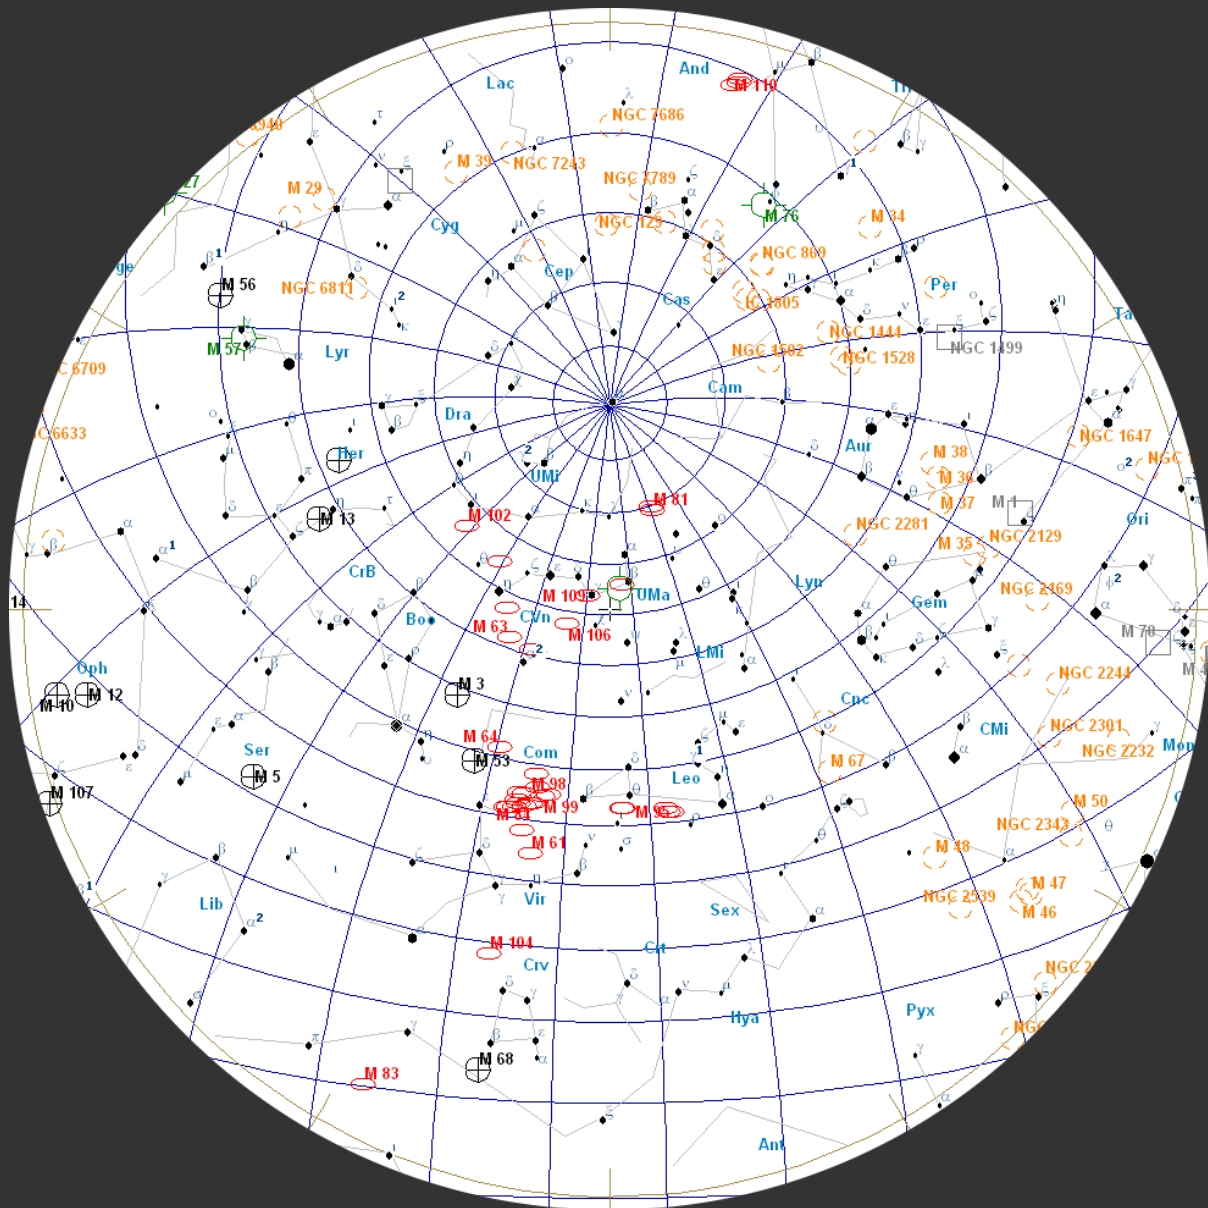 And
Lac
M 110
NGC 7686
M 39
NGC 7243
M 29
NGC 7789
M 76
M 34
NGC 129
Cyg
NGC 869
Cep
M 56
NGC 6811
Cas
IC 1805
Per
NGC 1444
NGC 1499
M 57
Lyr
NGC 1502
NGC 1528
Cam
Dra
Aur
NGC 1647
Her
M 38
UMi
M 36
M 81
M 1
M 37
M 13
M 102
NGC 2281
Ori
NGC 2129
M 35
CrB
Lyn
NGC 2169
UMa
M 109
Gem
14
Boo
CVn
M 63
M 106
M 78
LMi
Oph
NGC 2244
M 12
M 10
M 3
Cnc
NGC 2301
CMi
M 64
Com
Ser
M 53
M 67
NGC 2232
Mon
M 5
Leo
M 98
M 107
M 99
M 84
M 95
M 50
NGC 2343
M 61
M 48
M 47
NGC 2539
M 46
Lib
Vir
Sex
M 104
Crt
Crv
Hya
Pyx
M 68
M 83
Ant